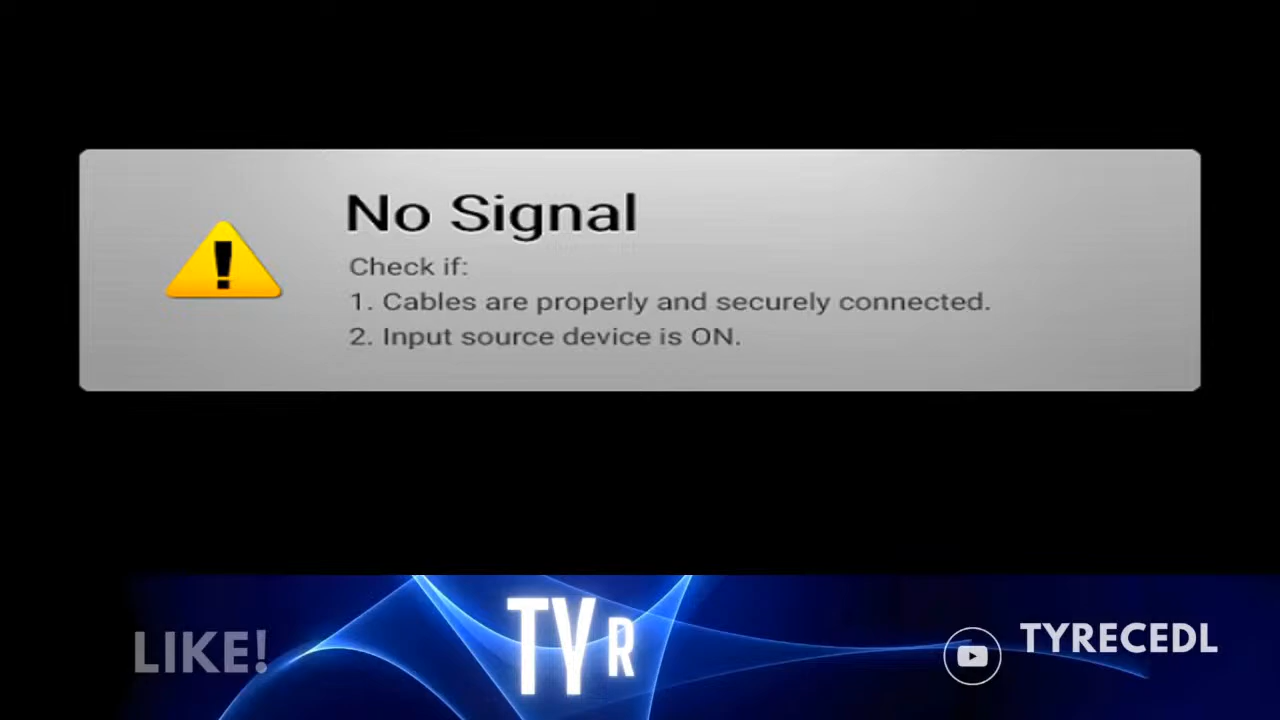 No Signal
Check if:
1. Cables are properly and securely connected.
2. Input source device is ON.
LIKE!
TYR
TYRECEDL